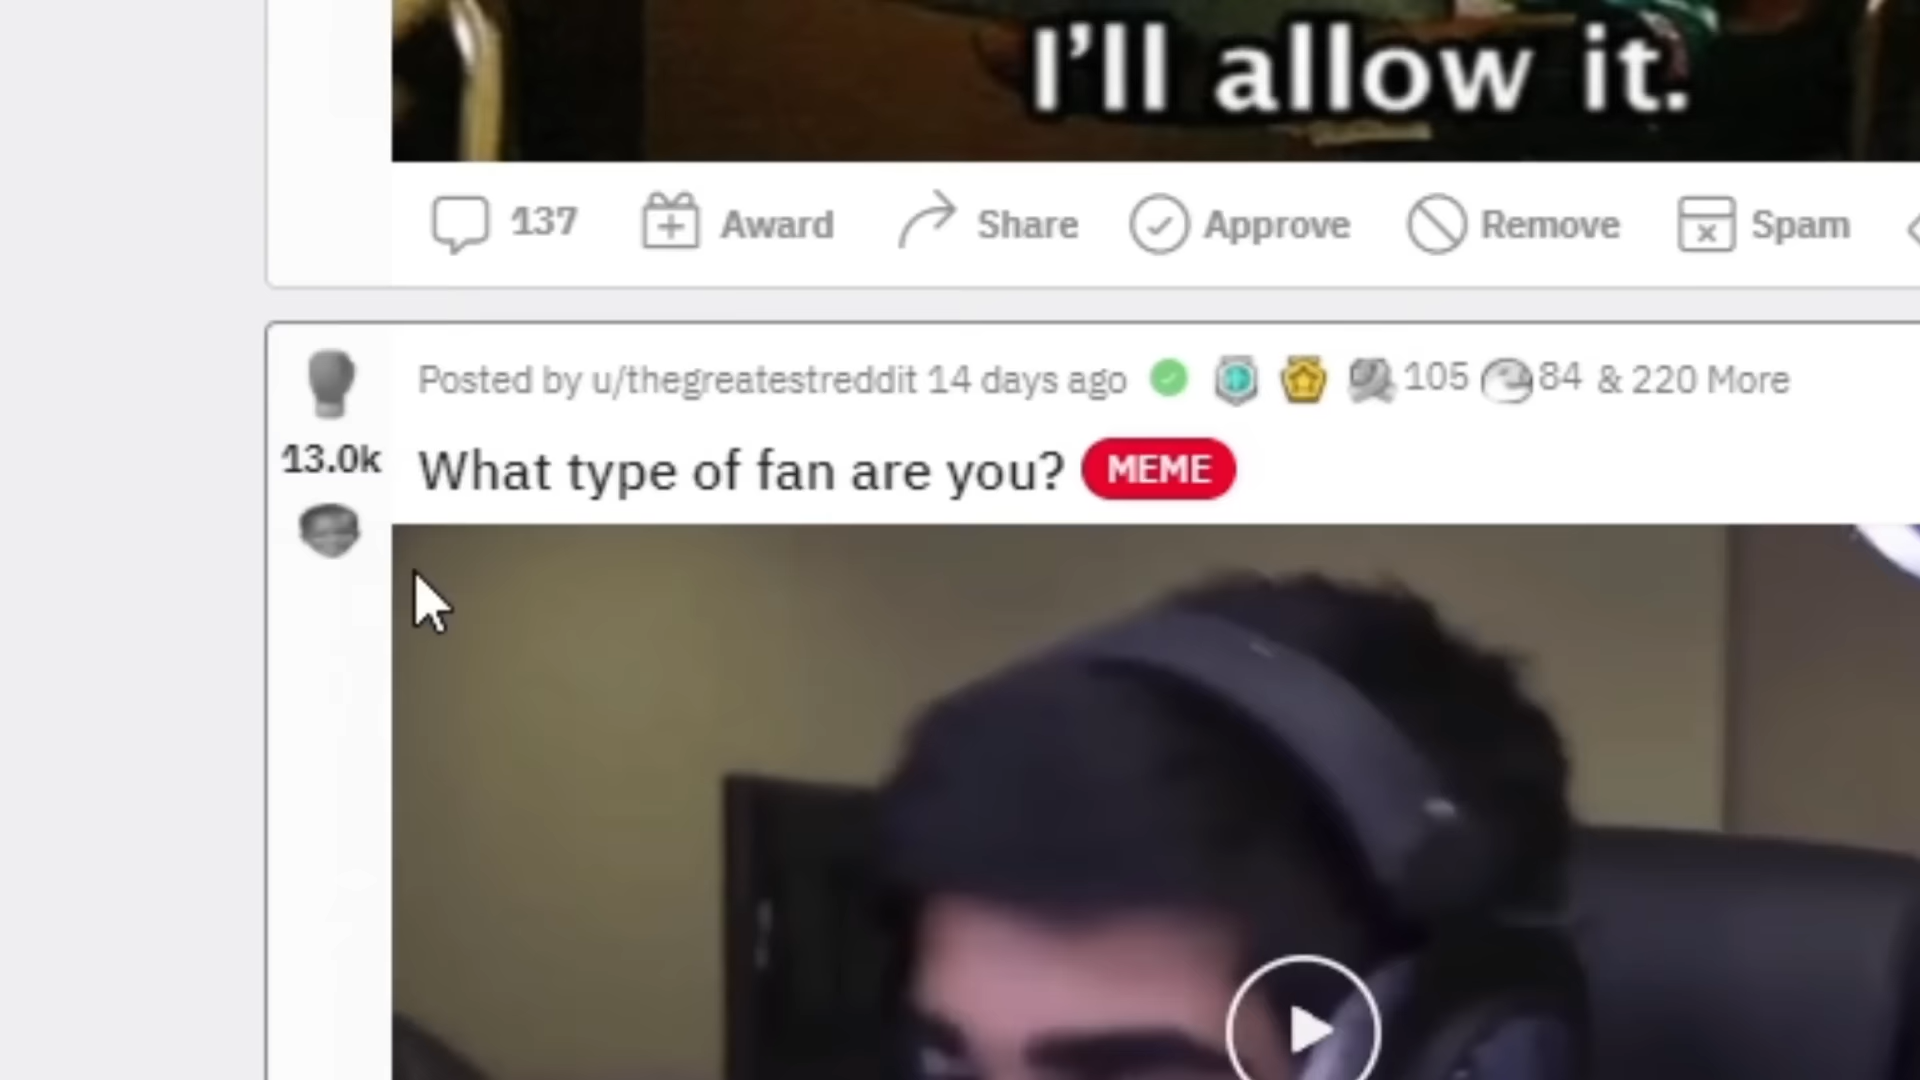 I'll allow it.
137 Award Share Approve Remove Spam
Posted by u/thegreatestreddit 14 days ago 105 84 & 220 More
13.0k
What type of fan are you? MEME